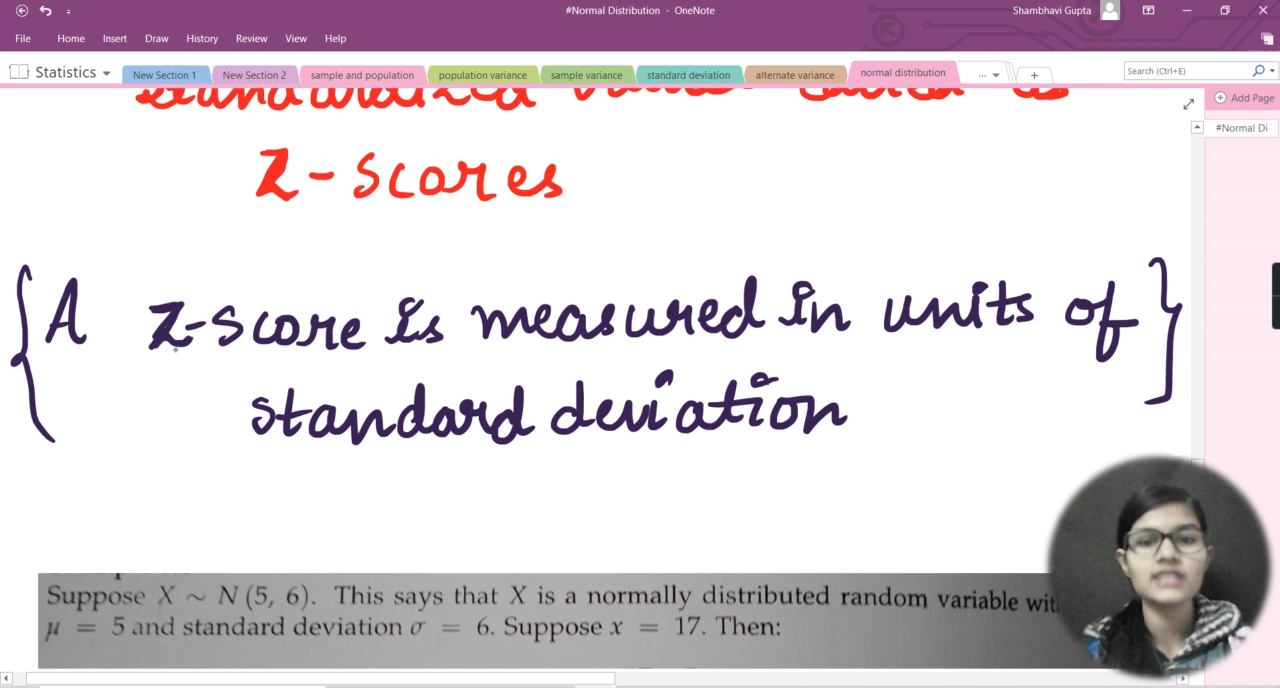 #Normal Distribution - OneNote
Shambhavi Gupta
File Home Insert Draw History Review View Help
Statistics
New Section 1 New Section 2 sample and population population variance sample variance standard deviation alternate variance normal distribution ... +
Search (Ctrl+E)
Add Page
#Normal Di
standardized
Z-scores
{A z-score is measured in units of}
standard deviation
Suppose X ~ N (5, 6). This says that X is a normally distributed random variable wit
μ = 5 and standard deviation σ = 6. Suppose x = 17. Then: